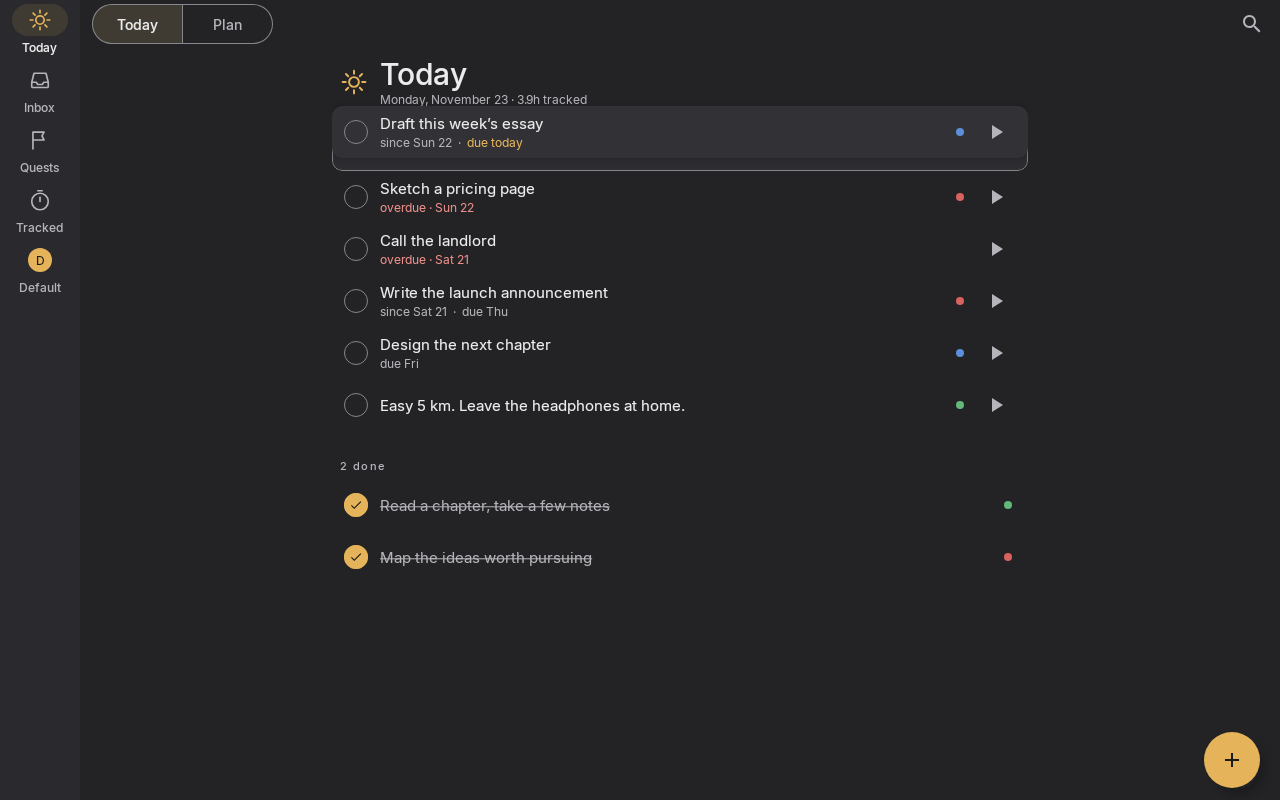 Today
Inbox
Quests
Tracked
D
Default
Today
Plan
Today
Monday, November 23 · 3.9h tracked
Draft this week’s essay
since Sun 22 · due today
Sketch a pricing page
overdue · Sun 22
Call the landlord
overdue · Sat 21
Write the launch announcement
since Sat 21 · due Thu
Design the next chapter
due Fri
Easy 5 km. Leave the headphones at home.
2 done
Read a chapter, take a few notes
Map the ideas worth pursuing